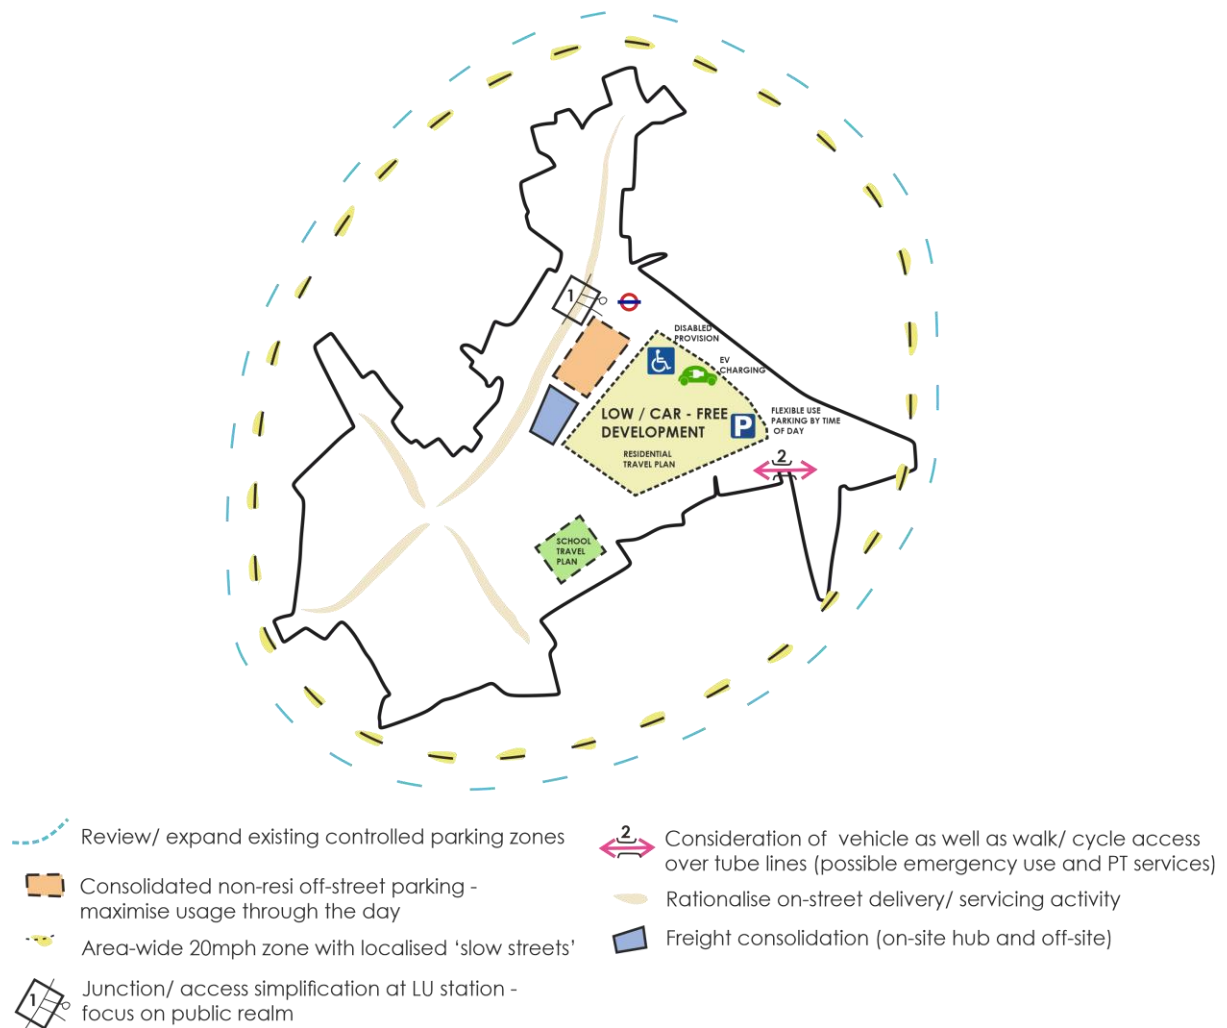 1
DISABLED
PROVISION
EV
CHARGING
LOW / CAR - FREE
DEVELOPMENT
P
FLEXIBLE USE
PARKING BY TIME
OF DAY
RESIDENTIAL
TRAVEL PLAN
2
SCHOOL
TRAVEL
PLAN
Review/ expand existing controlled parking zones
Consolidated non-resi off-street parking -
maximise usage through the day
Area-wide 20mph zone with localised ‘slow streets’
1
Junction/ access simplification at LU station -
focus on public realm
2
Consideration of vehicle as well as walk/ cycle access
over tube lines (possible emergency use and PT services)
Rationalise on-street delivery/ servicing activity
Freight consolidation (on-site hub and off-site)